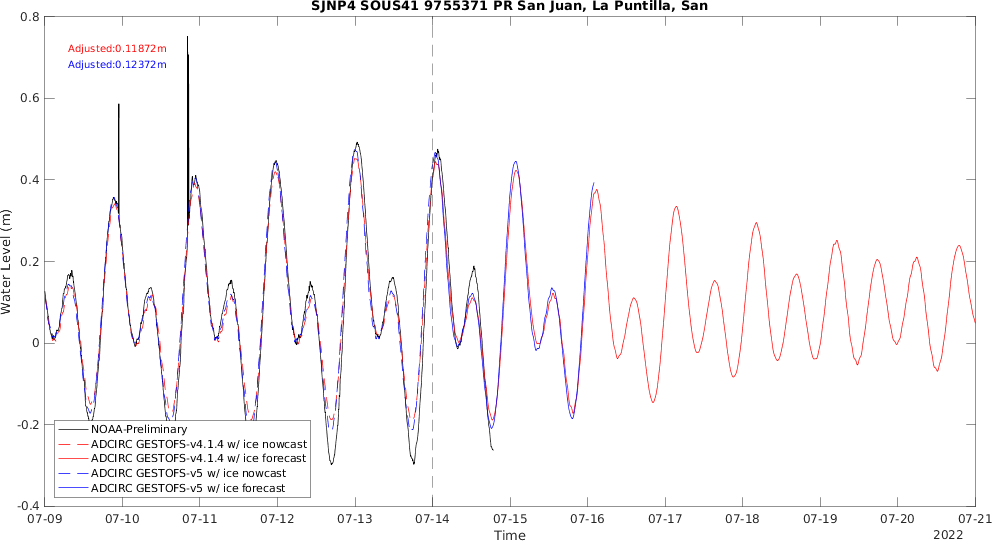 SJNP4 SOUS41 9755371 PR San Juan, La Puntilla, San
Adjusted:0.11872m
Adjusted:0.12372m
0.8
0.6
0.4
0.2
0
-0.2
-0.4
Water Level (m)
NOAA-Preliminary
ADCIRC GESTOFS-v4.1.4 w/ ice nowcast
ADCIRC GESTOFS-v4.1.4 w/ ice forecast
ADCIRC GESTOFS-v5 w/ ice nowcast
ADCIRC GESTOFS-v5 w/ ice forecast
07-09 07-10 07-11 07-12 07-13 07-14 07-15 07-16 07-17 07-18 07-19 07-20 07-21
Time
2022